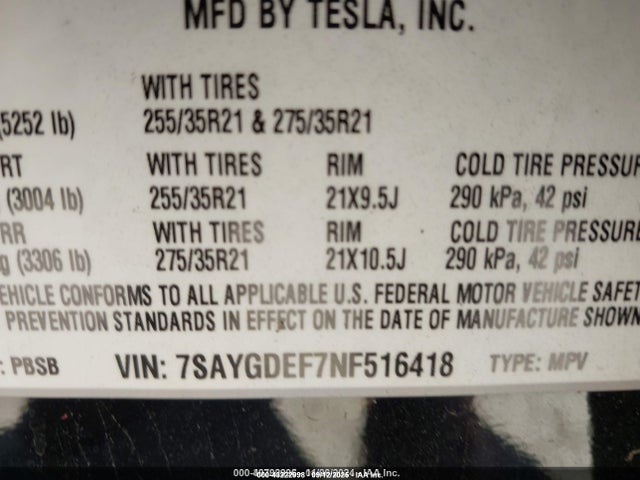 MFD BY TESLA, INC.
WITH TIRES
(5252 lb) 255/35R21 & 275/35R21
RT WITH TIRES RIM COLD TIRE PRESSUR
(3004 lb) 255/35R21 21X9.5J 290 kPa, 42 psi
RR WITH TIRES RIM COLD TIRE PRESSURE
g (3306 lb) 275/35R21 21X10.5J 290 kPa, 42 psi
EHICLE CONFORMS TO ALL APPLICABLE U.S. FEDERAL MOTOR VEHICLE SAFET
PREVENTION STANDARDS IN EFFECT ON THE DATE OF MANUFACTURE SHOWN
: PBSB VIN: 7SAYGDEF7NF516418 TYPE: MPV
IAA Inc.